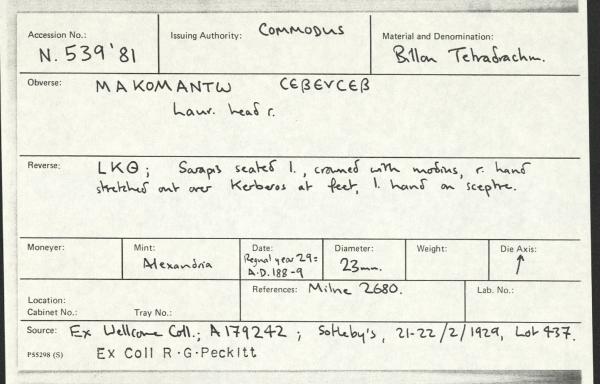 Accession No.: N. 539'81
Issuing Authority: COMMODUS
Material and Denomination: Billon Tetradrachm.
Obverse: MAKOMANTW CEBEVCEB
Laur. head r.
Reverse: LKΘ; Sarapis seated l., crowned with modius, r. hand
stretched out over Kerberos at feet, l. hand on sceptre.
Moneyer:
Mint: Alexandria
Date: Regnal year 29 =
A.D. 188-9
Diameter: 23mm.
Weight:
Die Axis: ↑
Location:
Cabinet No.: Tray No.:
References: Milne 2680.
Lab. No.:
Source: Ex Wellcome Coll.; A179242; Sotheby's, 21-22/2/1929, Lot 437.
P55298 (S) Ex Coll R.G.Peckitt